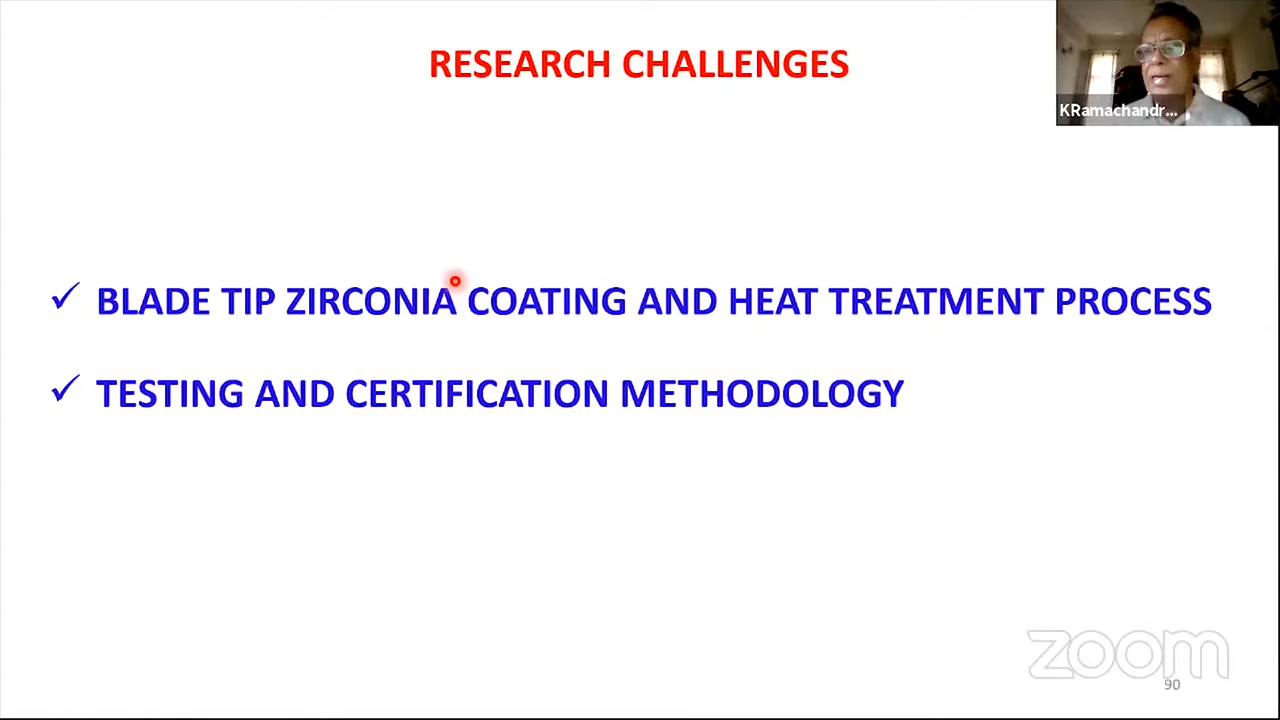 RESEARCH CHALLENGES
KRamachandr...
✓ BLADE TIP ZIRCONIA COATING AND HEAT TREATMENT PROCESS
✓ TESTING AND CERTIFICATION METHODOLOGY
zoom
90